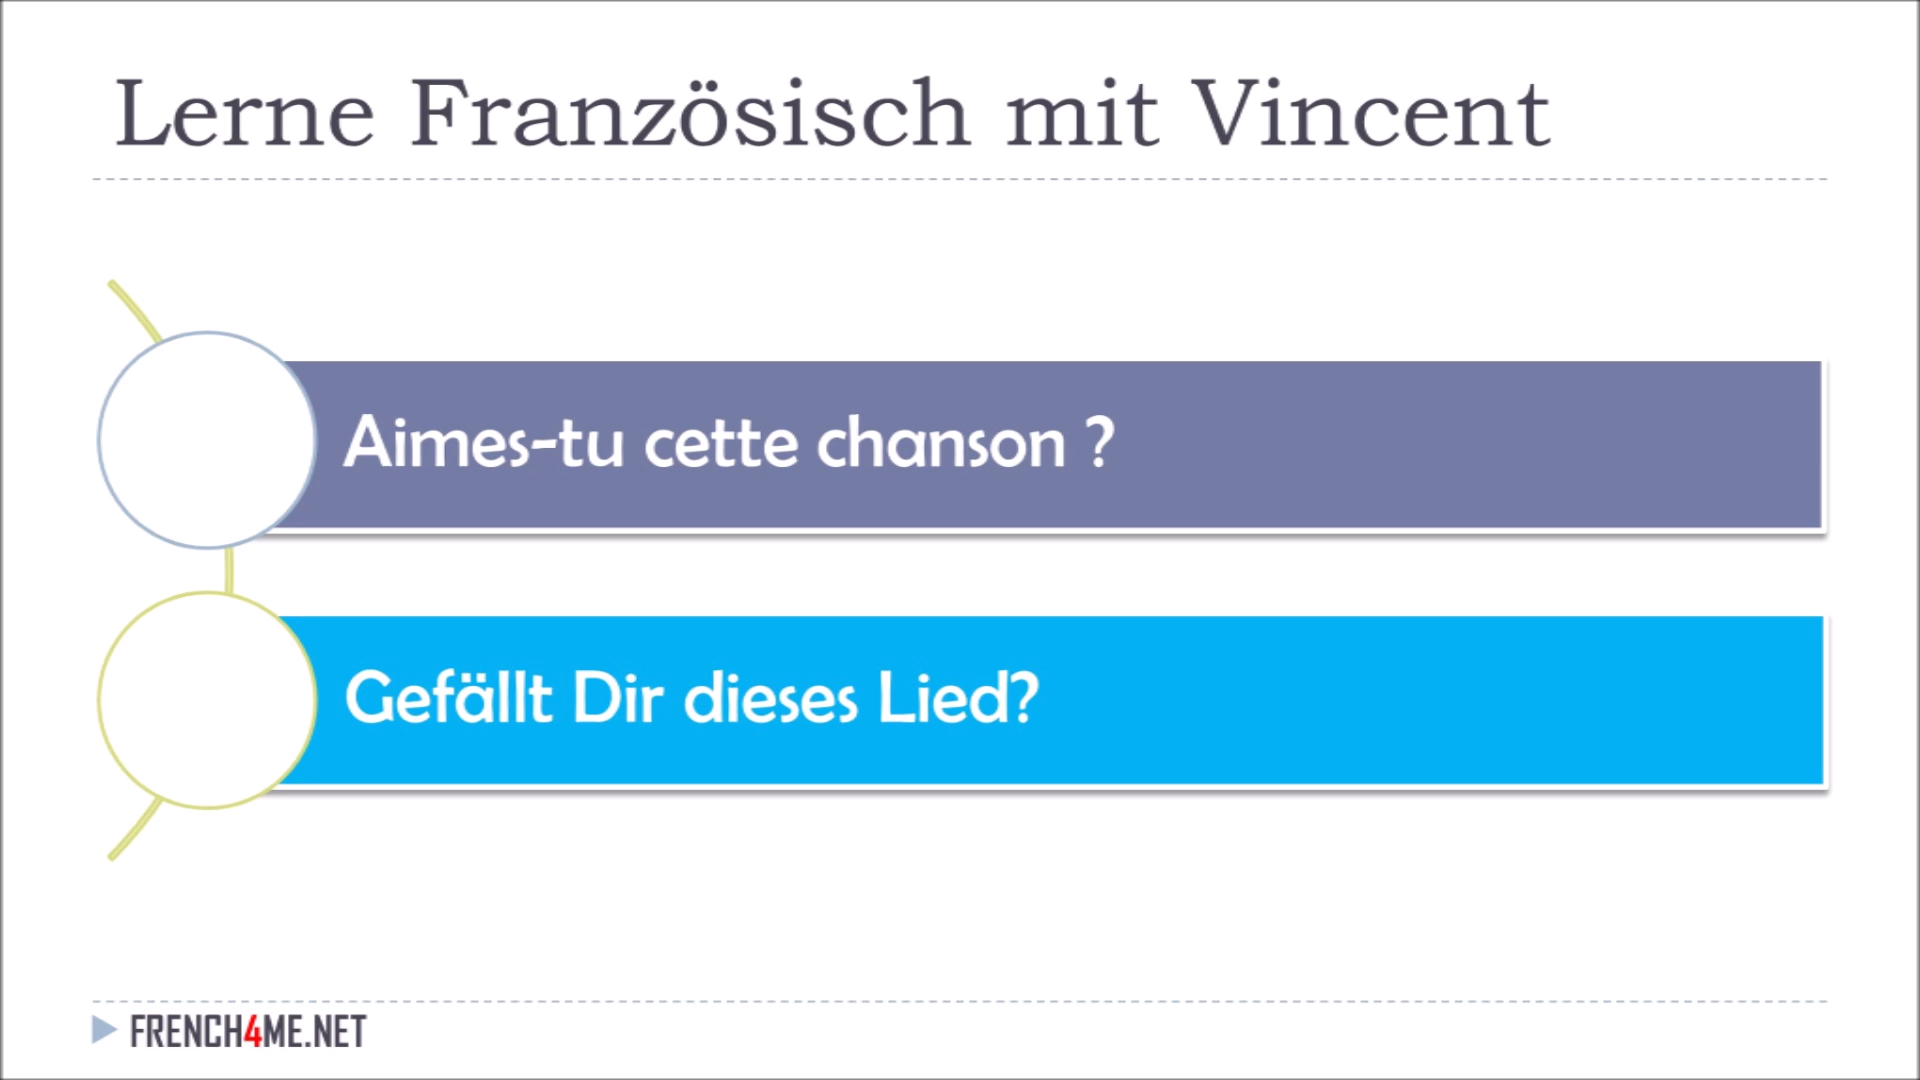 Lerne Französisch mit Vincent
Aimes-tu cette chanson ?
Gefällt Dir dieses Lied?
FRENCH4ME.NET